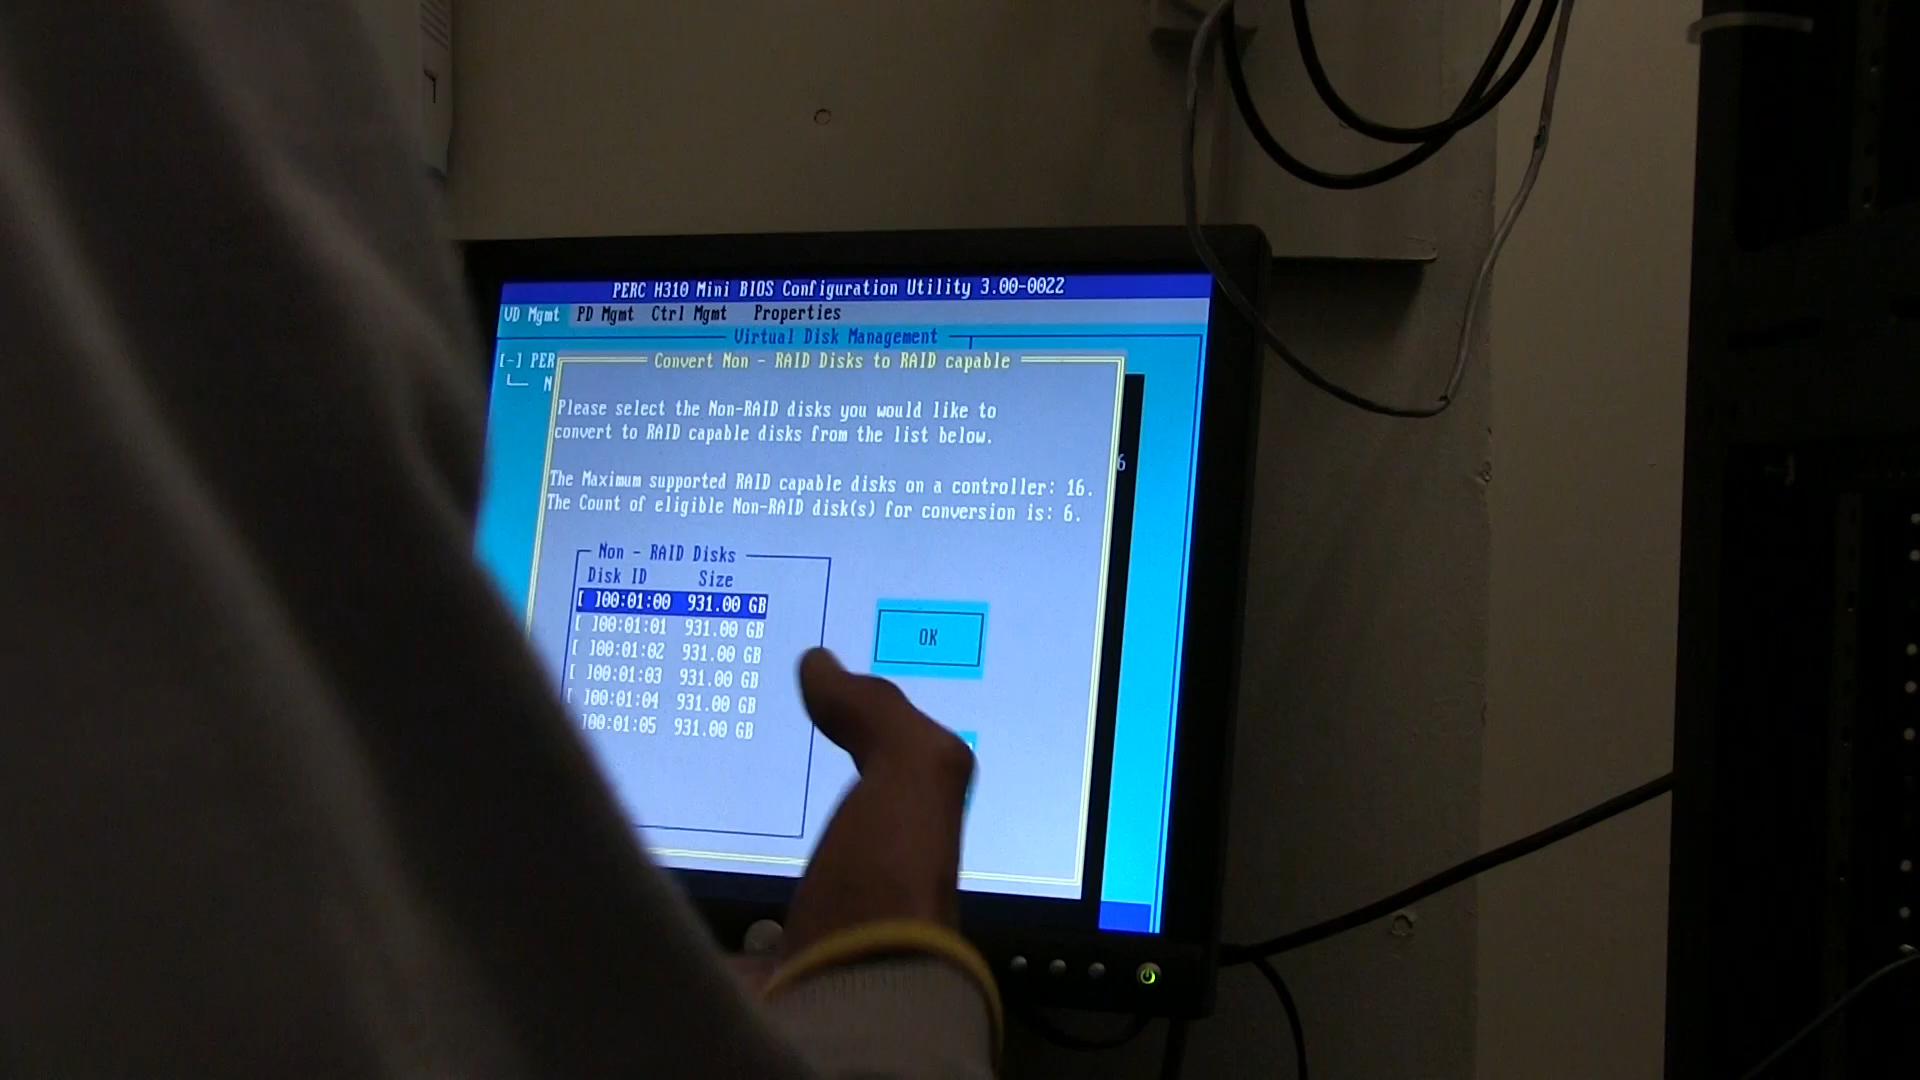 PERC H310 Mini BIOS Configuration Utility 3.00-0022
VD Mgmt PD Mgmt Ctrl Mgmt Properties
Virtual Disk Management
[-] PER
N
Convert Non - RAID Disks to RAID capable
Please select the Non-RAID disks you would like to
convert to RAID capable disks from the list below.
6
The Maximum supported RAID capable disks on a controller: 16.
The Count of eligible Non-RAID disk(s) for conversion is: 6.
Non - RAID Disks
Disk ID Size
[ ]00:01:00 931.00 GB
[ ]00:01:01 931.00 GB
[ ]00:01:02 931.00 GB
[ ]00:01:03 931.00 GB
[ ]00:01:04 931.00 GB
]00:01:05 931.00 GB
OK